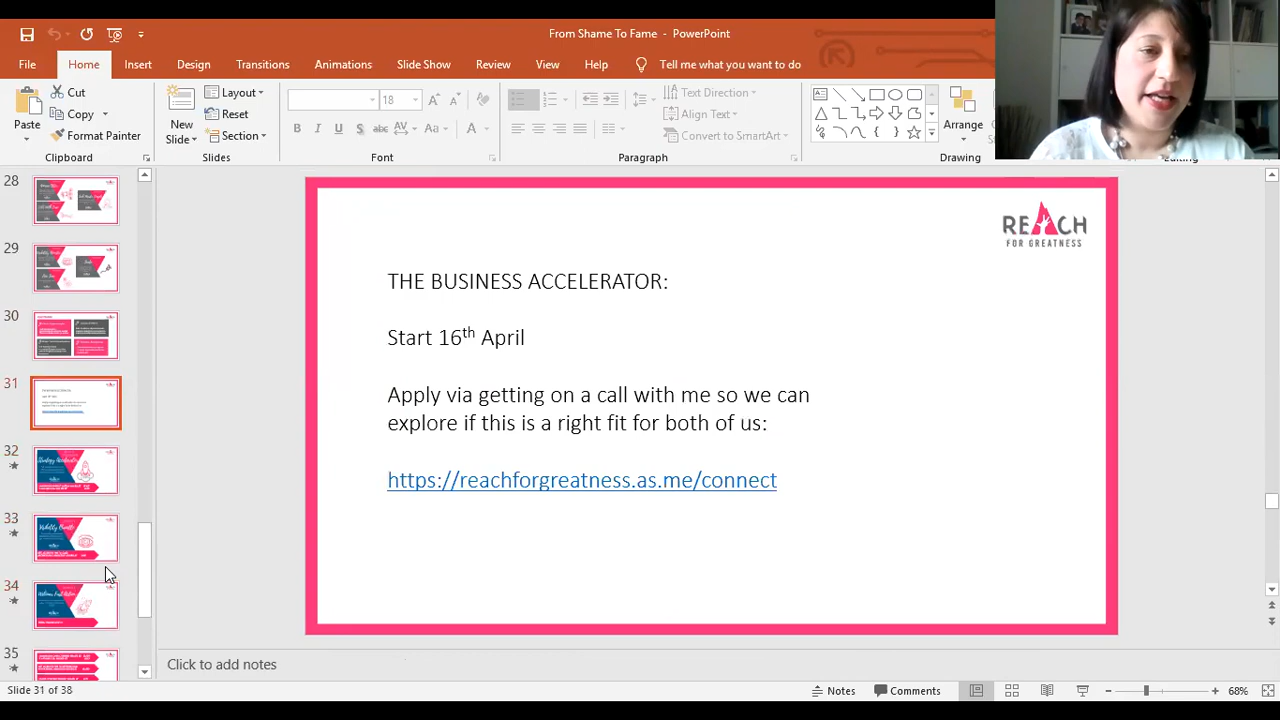 From Shame To Fame - PowerPoint
File Home Insert Design Transitions Animations Slide Show Review View Help Tell me what you want to do
Paste
Cut
Copy
Format Painter
Clipboard
New
Slide
Layout
Reset
Section
Slides
18
B I U S abc AV Aa A
Font
Text Direction
Align Text
Convert to SmartArt
Paragraph
Arrange
Drawing
Editing
28
29
30
31
32
33
34
35
REACH
FOR GREATNESS
THE BUSINESS ACCELERATOR:
Start 16th April
Apply via getting on a call with me so we can
explore if this is a right fit for both of us:
https://reachforgreatness.as.me/connect
Click to add notes
Slide 31 of 38
Notes
Comments
68%